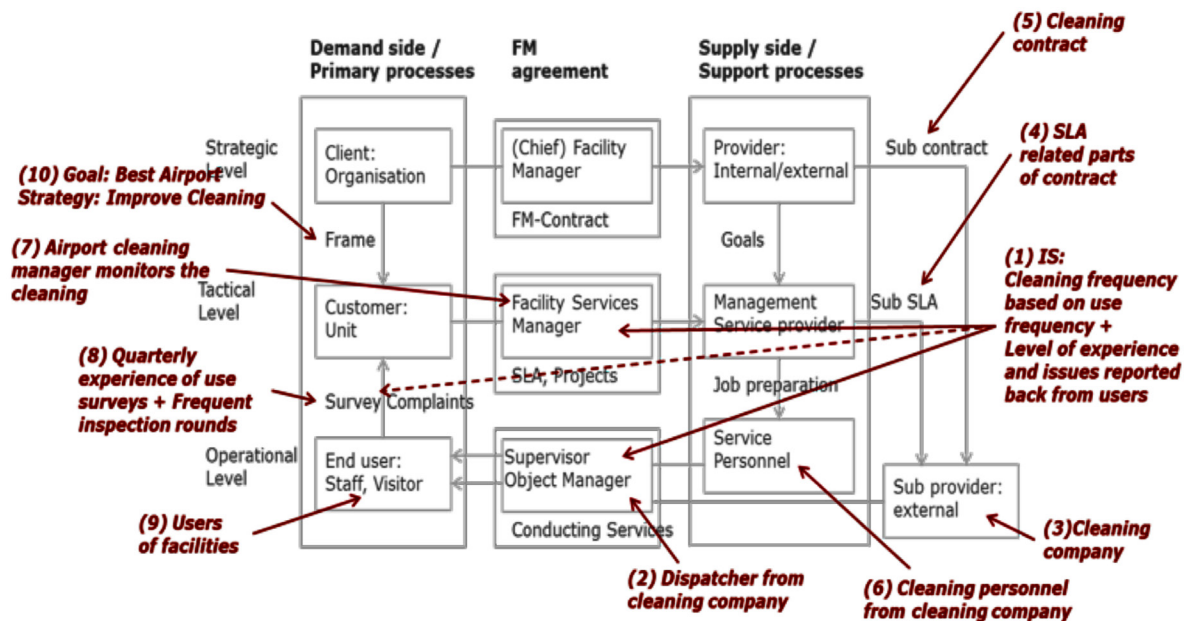 (5) Cleaning
contract
Demand side /
Primary processes
FM
agreement
Supply side /
Support processes
(4) SLA
related parts
of contract
Strategic
Level
Client:
Organisation
(Chief) Facility
Manager
Provider:
Internal/external
Sub contract
(10) Goal: Best Airport
Strategy: Improve Cleaning
FM-Contract
Frame
Goals
(7) Airport cleaning
manager monitors the
cleaning
(1) IS:
Cleaning frequency
based on use
frequency +
Level of experience
and issues reported
back from users
Tactical
Level
Customer:
Unit
Facility Services
Manager
Management
Service provider
Sub SLA
(8) Quarterly
experience of use
surveys + Frequent
inspection rounds
SLA, Projects
Survey Complaints
Job preparation
Operational
Level
End user:
Staff, Visitor
Supervisor
Object Manager
Service
Personnel
Sub provider:
external
(9) Users
of facilities
Conducting Services
(3)Cleaning
company
(2) Dispatcher from
cleaning company
(6) Cleaning personnel
from cleaning company